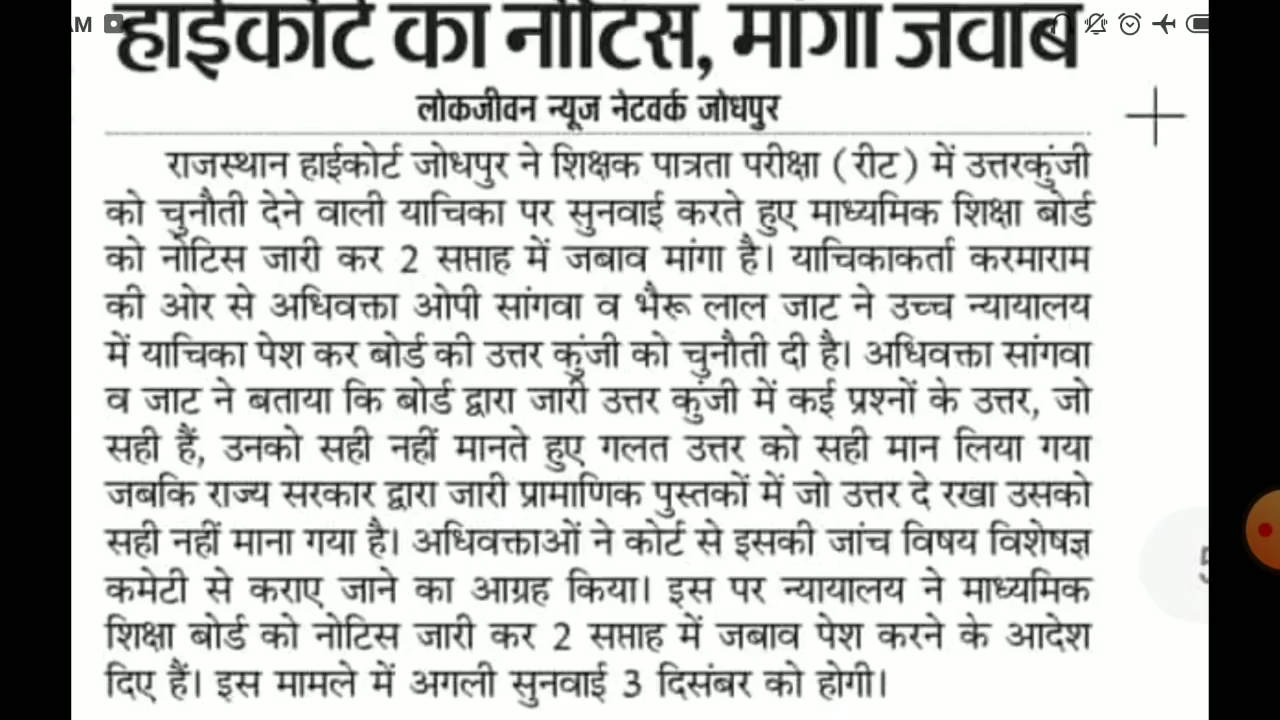 AM
हाईकोर्ट का नोटिस, मांगा जवाब
लोकजीवन न्यूज नेटवर्क जोधपुर
राजस्थान हाईकोर्ट जोधपुर ने शिक्षक पात्रता परीक्षा (रीट) में उत्तरकुंजी
को चुनौती देने वाली याचिका पर सुनवाई करते हुए माध्यमिक शिक्षा बोर्ड
को नोटिस जारी कर 2 सप्ताह में जबाव मांगा है। याचिकाकर्ता करमाराम
की ओर से अधिवक्ता ओपी सांगवा व भैरू लाल जाट ने उच्च न्यायालय
में याचिका पेश कर बोर्ड की उत्तर कुंजी को चुनौती दी है। अधिवक्ता सांगवा
व जाट ने बताया कि बोर्ड द्वारा जारी उत्तर कुंजी में कई प्रश्नों के उत्तर, जो
सही हैं, उनको सही नहीं मानते हुए गलत उत्तर को सही मान लिया गया
जबकि राज्य सरकार द्वारा जारी प्रामाणिक पुस्तकों में जो उत्तर दे रखा उसको
सही नहीं माना गया है। अधिवक्ताओं ने कोर्ट से इसकी जांच विषय विशेषज्ञ
कमेटी से कराए जाने का आग्रह किया। इस पर न्यायालय ने माध्यमिक
शिक्षा बोर्ड को नोटिस जारी कर 2 सप्ताह में जबाव पेश करने के आदेश
दिए हैं। इस मामले में अगली सुनवाई 3 दिसंबर को होगी।